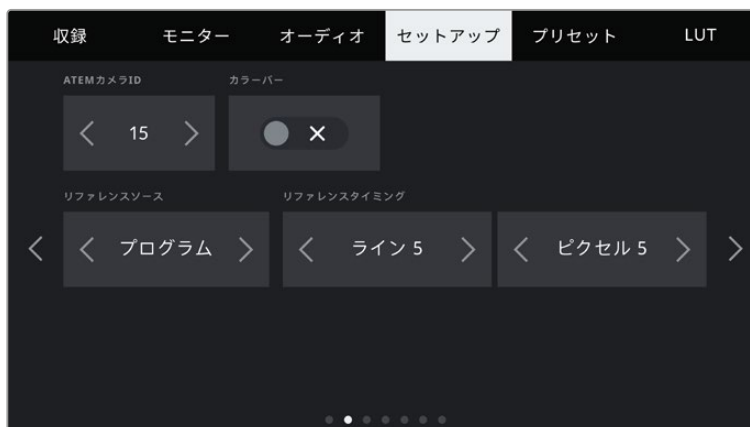 収録 モニター オーディオ セットアップ プリセット LUT
ATEMカメラID カラーバー
15
リファレンスソース リファレンスタイミング
プログラム ライン 5 ピクセル 5